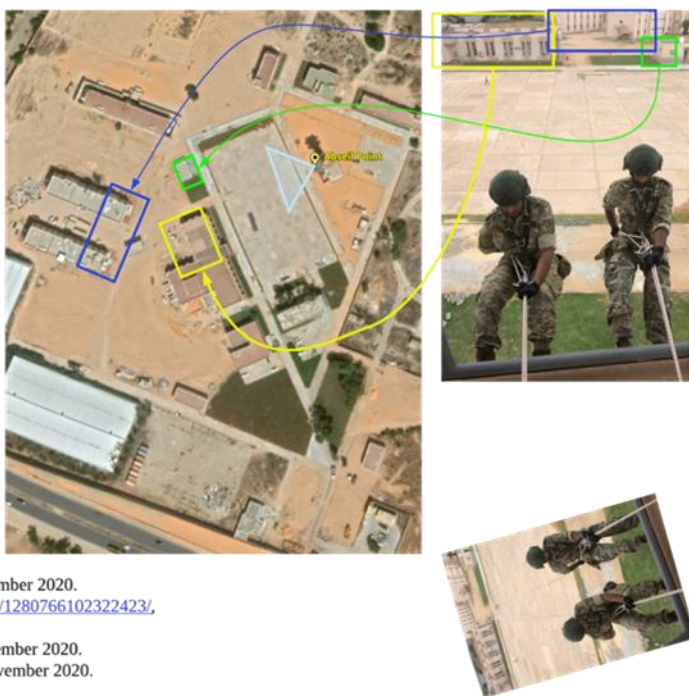 Abseil Point
mber 2020.
/1280766102322423/,
ember 2020.
vember 2020.